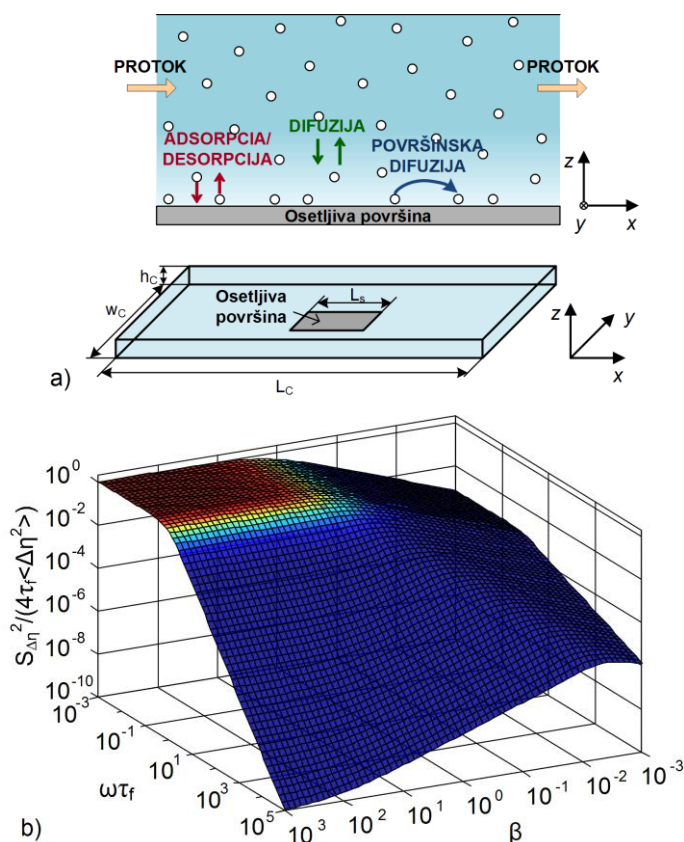 PROTOK
PROTOK
ADSORPCIA/
DESORPCIJA
DIFUZIJA
POVRŠINSKA
DIFUZIJA
Osetljiva površina
z
y
x
h_C
w_C
Osetljiva
površina
L_s
L_C
z
y
x
a)
S_{Δη}^2/(4τ_f<Δη^2>)
10^0
10^-2
10^-4
10^-6
10^-8
10^-10
10^-3
10^-1
10^1
10^3
10^5
ωτ_f
10^3
10^2
10^1
10^0
10^-1
10^-2
10^-3
β
b)